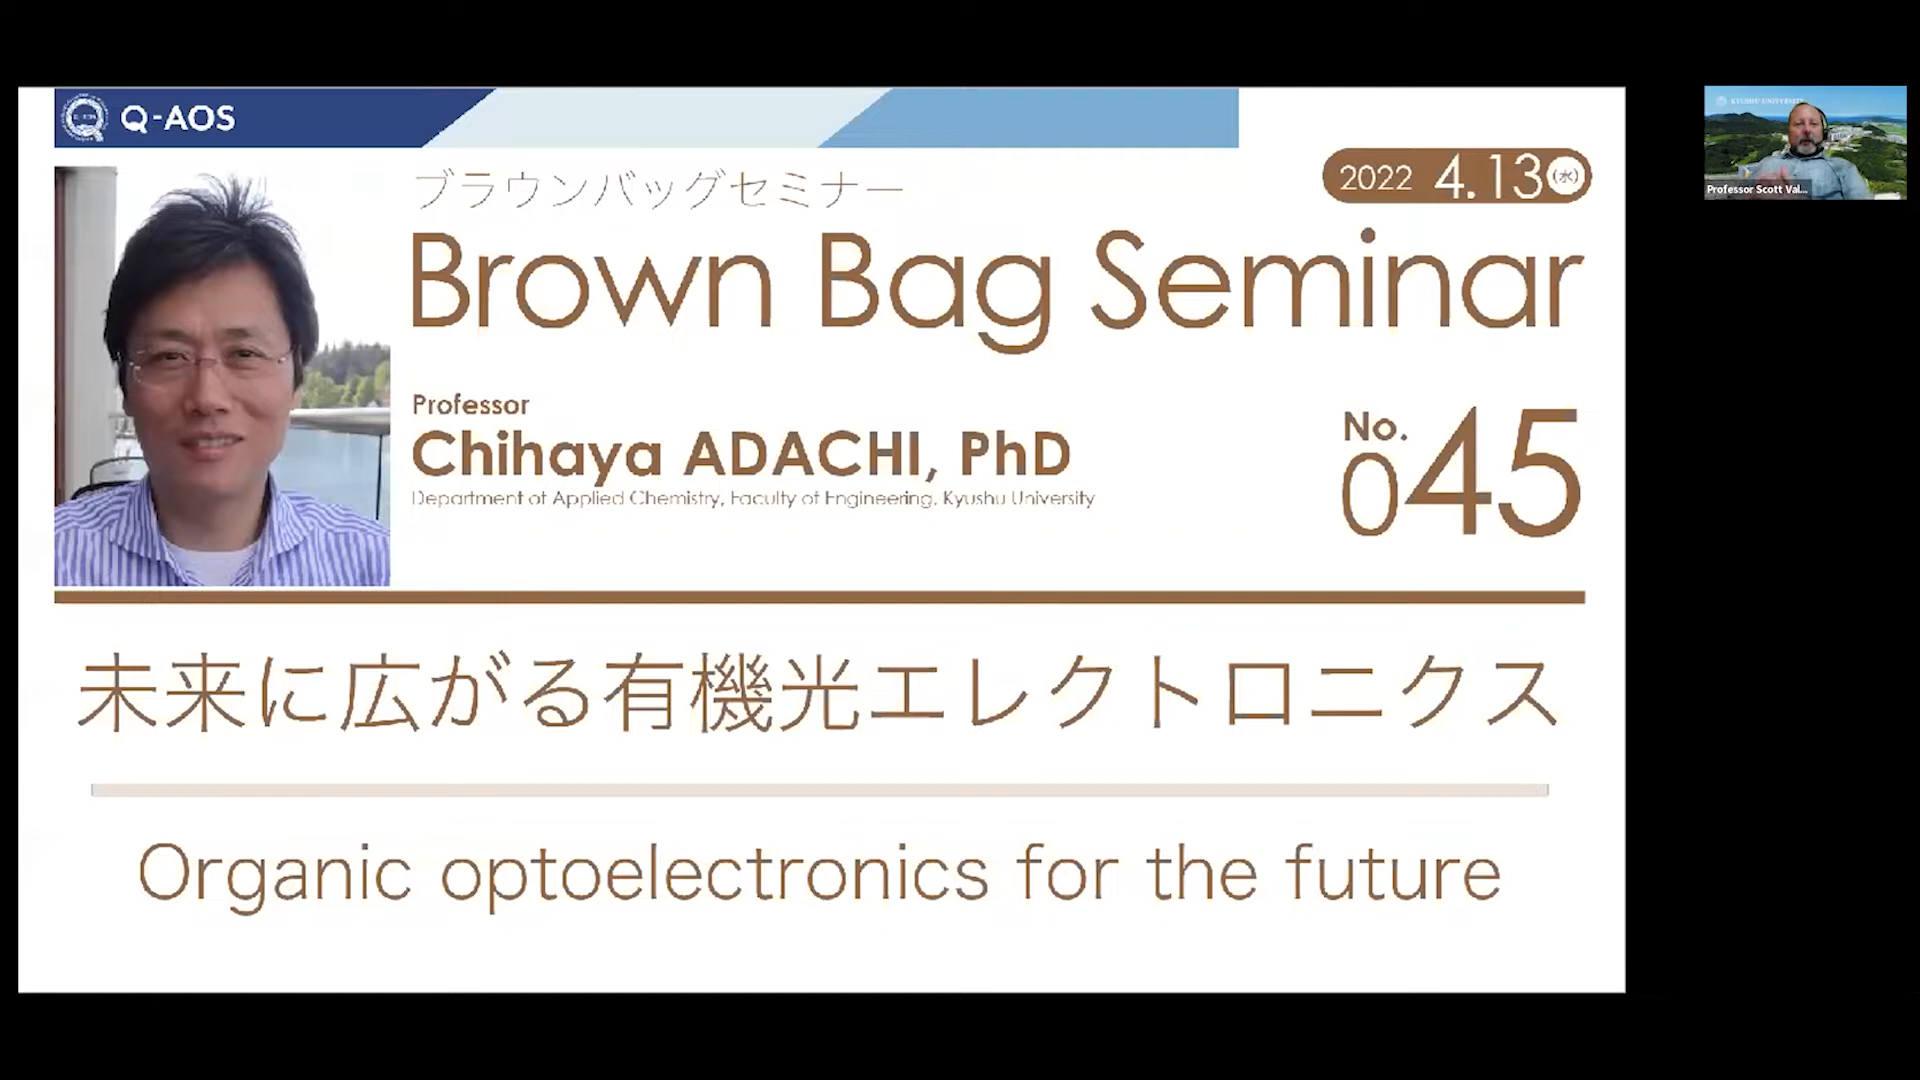 Q-AOS
ブラウンバッグセミナー
2022 4.13(水)
Brown Bag Seminar
Professor
Chihaya ADACHI, PhD
Department of Applied Chemistry, Faculty of Engineering, Kyushu University
No.
045
未来に広がる有機光エレクトロニクス
Organic optoelectronics for the future
KYUSHU UNIVERSITY
Professor Scott Val...